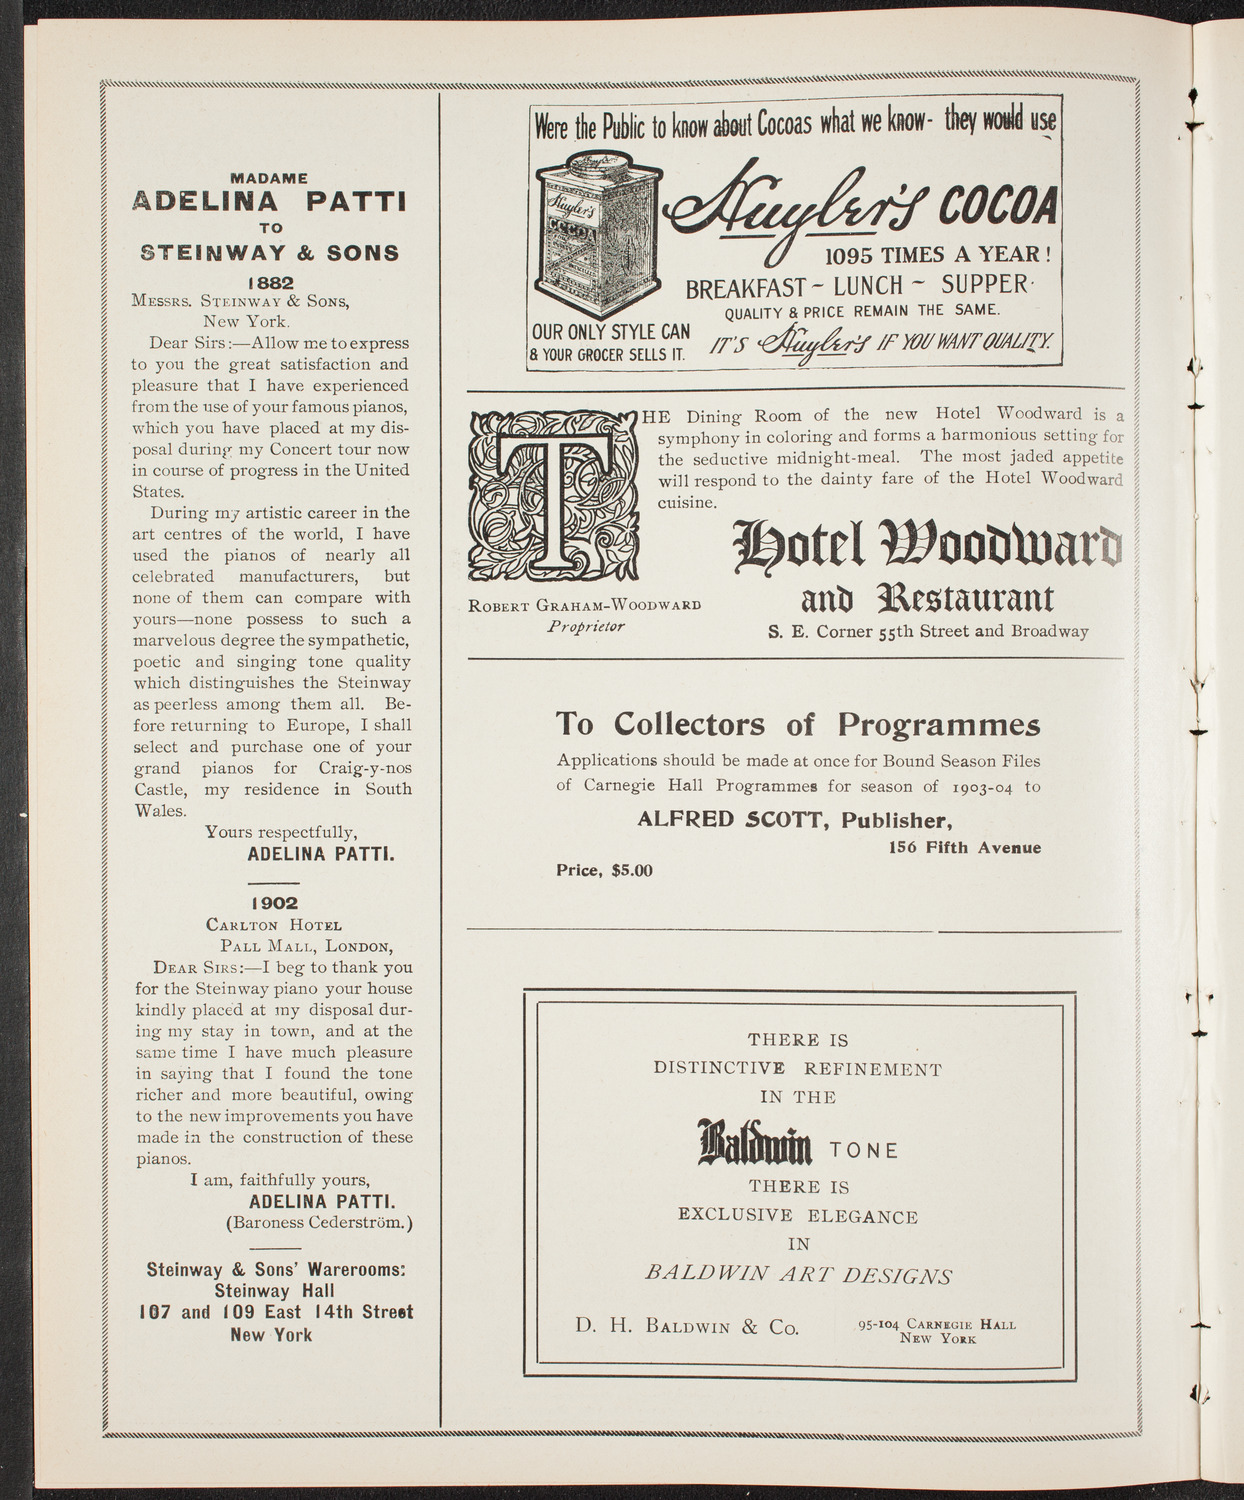 MADAME
ADELINA PATTI
TO
STEINWAY & SONS
1882
MESSRS. STEINWAY & SONS,
New York.
Dear Sirs:—Allow me to express
to you the great satisfaction and
pleasure that I have experienced
from the use of your famous pianos,
which you have placed at my dis-
posal during my Concert tour now
in course of progress in the United
States.
During my artistic career in the
art centres of the world, I have
used the pianos of nearly all
celebrated manufacturers, but
none of them can compare with
yours—none possess to such a
marvelous degree the sympathetic,
poetic and singing tone quality
which distinguishes the Steinway
as peerless among them all. Be-
fore returning to Europe, I shall
select and purchase one of your
grand pianos for Craig-y-nos
Castle, my residence in South
Wales.
Yours respectfully,
ADELINA PATTI.
1902
CARLTON HOTEL
PALL MALL, LONDON,
DEAR SIRS:—I beg to thank you
for the Steinway piano your house
kindly placed at my disposal dur-
ing my stay in town, and at the
same time I have much pleasure
in saying that I found the tone
richer and more beautiful, owing
to the new improvements you have
made in the construction of these
pianos.
I am, faithfully yours,
ADELINA PATTI.
(Baroness Cederström.)
Steinway & Sons' Warerooms:
Steinway Hall
107 and 109 East 14th Street
New York
Were the Public to know about Cocoas what we know- they would use
Huyler's
COCOA
Huyler's COCOA
1095 TIMES A YEAR!
BREAKFAST ~ LUNCH ~ SUPPER.
QUALITY & PRICE REMAIN THE SAME.
OUR ONLY STYLE CAN
& YOUR GROCER SELLS IT.
IT'S Huyler's IF YOU WANT QUALITY.
THE Dining Room of the new Hotel Woodward is a
symphony in coloring and forms a harmonious setting for
the seductive midnight-meal. The most jaded appetite
will respond to the dainty fare of the Hotel Woodward
cuisine.
Hotel Woodward
and Restaurant
S. E. Corner 55th Street and Broadway
ROBERT GRAHAM-WOODWARD
Proprietor
To Collectors of Programmes
Applications should be made at once for Bound Season Files
of Carnegie Hall Programmes for season of 1903-04 to
ALFRED SCOTT, Publisher,
156 Fifth Avenue
Price, $5.00
THERE IS
DISTINCTIVE REFINEMENT
IN THE
Baldwin TONE
THERE IS
EXCLUSIVE ELEGANCE
IN
BALDWIN ART DESIGNS
D. H. BALDWIN & CO.
95-104 CARNEGIE HALL
NEW YORK